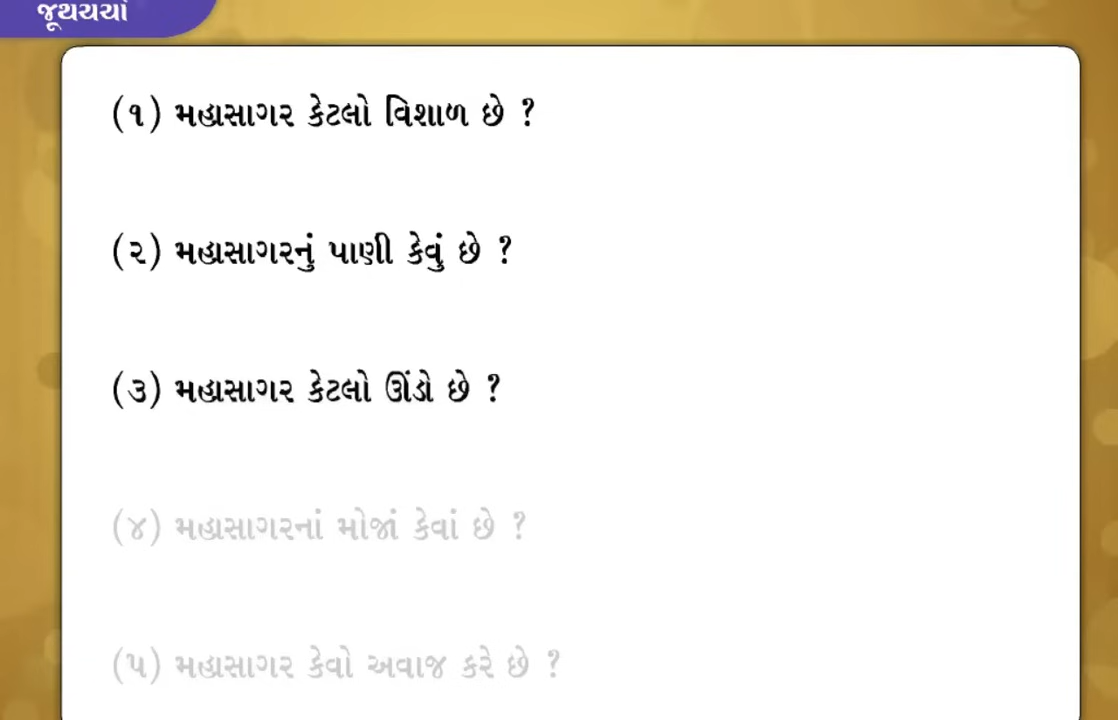 જૂથચર્ચા
(૧) મહાસાગર કેટલો વિશાળ છે ?
(૨) મહાસાગરનું પાણી કેવું છે ?
(૩) મહાસાગર કેટલો ઊંડો છે ?
(૪) મહાસાગરનાં મોજાં કેવાં છે ?
(૫) મહાસાગર કેવો અવાજ કરે છે ?